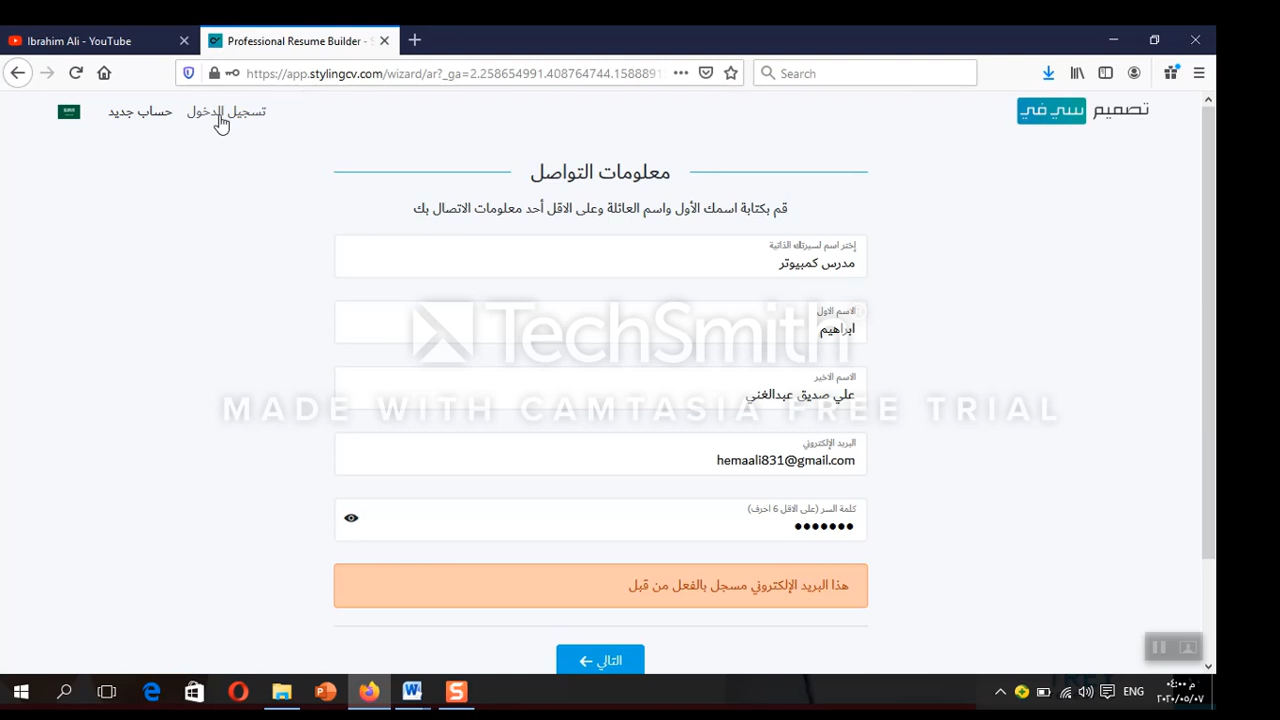 Ibrahim Ali - YouTube
Professional Resume Builder - S
https://app.stylingcv.com/wizard/ar?_ga=2.258654991.408764744.1588891
Search
تصميم سي في
تسجيل الدخول
حساب جديد
معلومات التواصل
قم بكتابة اسمك الأول واسم العائلة وعلى الاقل أحد معلومات الاتصال بك
إختر اسم لسيرتك الذاتية
مدرس كمبيوتر
الاسم الاول
ابراهيم
TechSmith
الاسم الاخير
علي صديق عبدالغني
MADE WITH CAMTASIA FREE TRIAL
البريد الإلكتروني
hemaali831@gmail.com
كلمة السر (على الاقل 6 احرف)
هذا البريد الإلكتروني مسجل بالفعل من قبل
التالي
ENG
٢٠٢٠/٠٥/٠٧